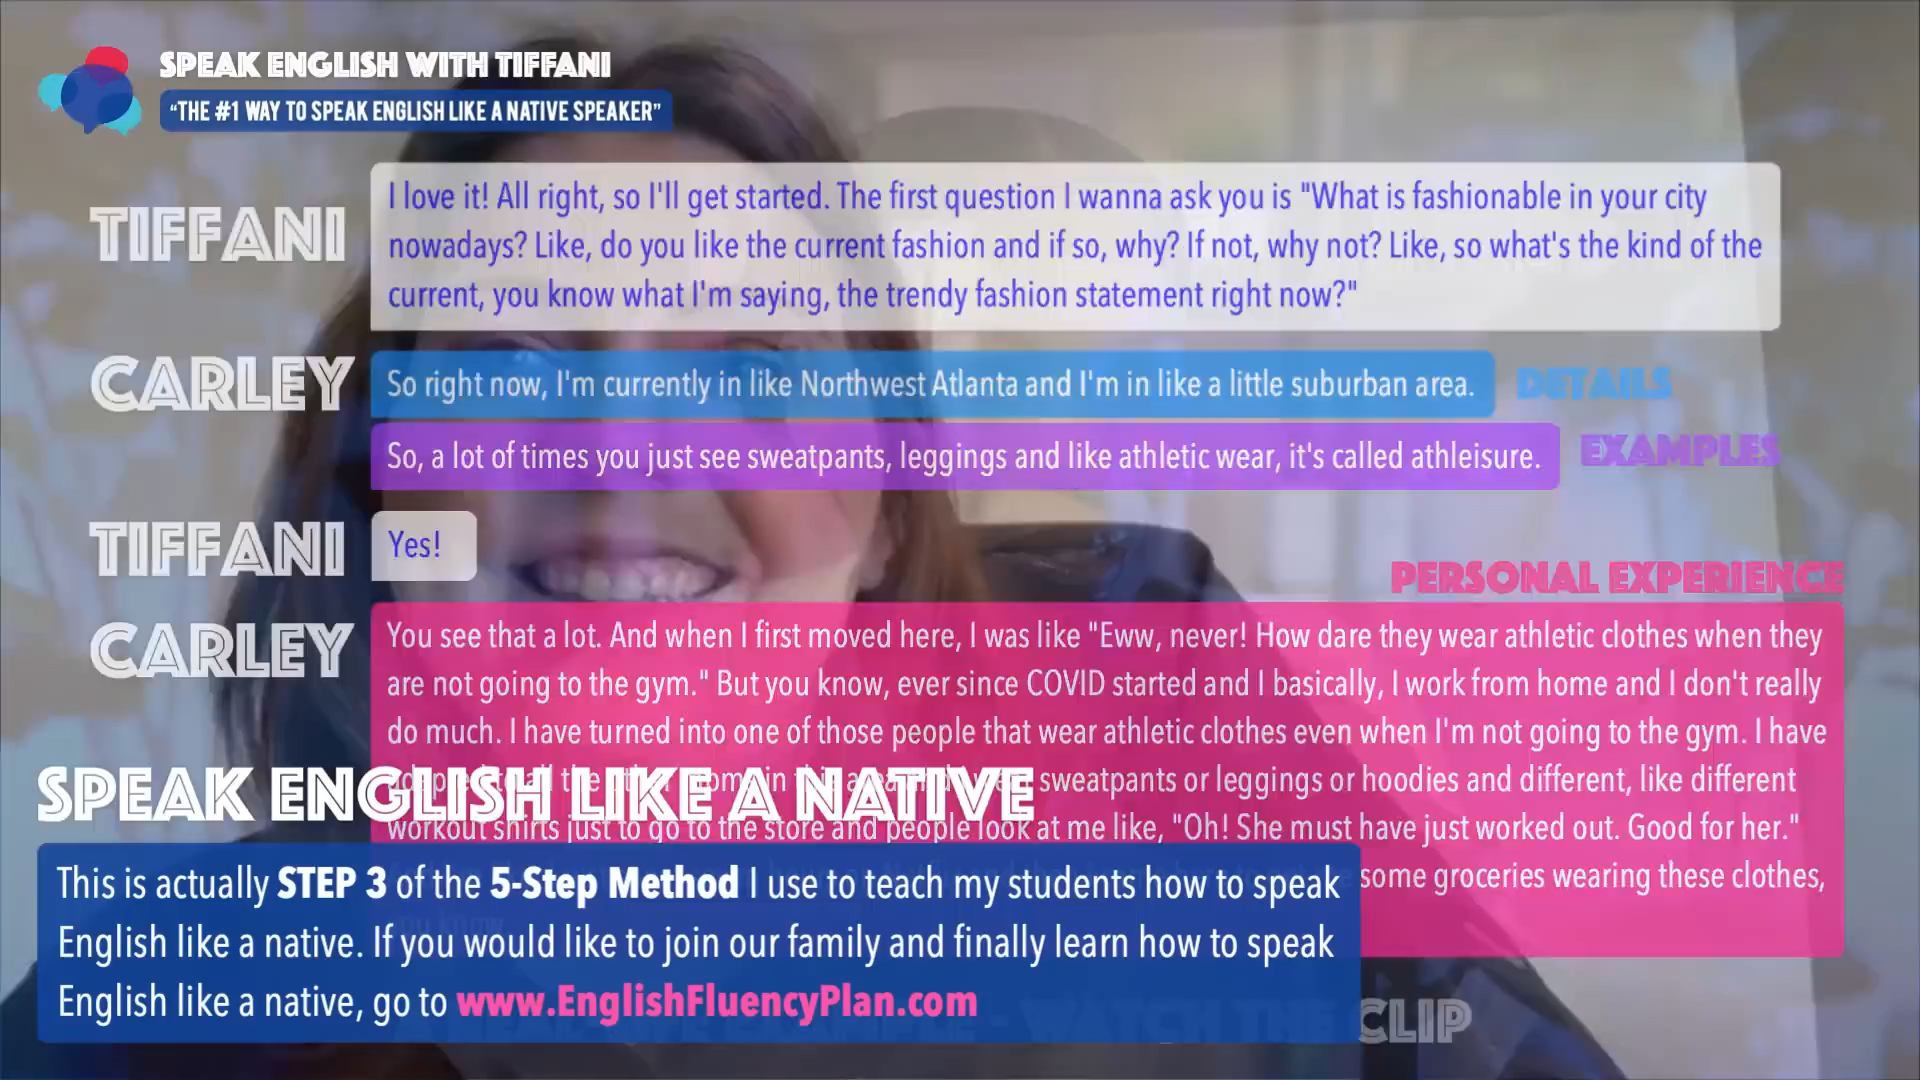 SPEAK ENGLISH WITH TIFFANI
"THE #1 WAY TO SPEAK ENGLISH LIKE A NATIVE SPEAKER"
TIFFANI
I love it! All right, so I'll get started. The first question I wanna ask you is "What is fashionable in your city
nowadays? Like, do you like the current fashion and if so, why? If not, why not? Like, so what's the kind of the
current, you know what I'm saying, the trendy fashion statement right now?"
CARLEY
So right now, I'm currently in like Northwest Atlanta and I'm in like a little suburban area.
DETAILS
So, a lot of times you just see sweatpants, leggings and like athletic wear, it's called athleisure.
EXAMPLES
TIFFANI
Yes!
PERSONAL EXPERIENCE
CARLEY
You see that a lot. And when I first moved here, I was like "Eww, never! How dare they wear athletic clothes when they
are not going to the gym." But you know, ever since COVID started and I basically, I work from home and I don't really
do much. I have turned into one of those people that wear athletic clothes even when I'm not going to the gym. I have
sweatpants or leggings or hoodies and different, like different
workout shirts just to go to the store and people look at me like, "Oh! She must have just worked out. Good for her."
some groceries wearing these clothes,
you know.
SPEAK ENGLISH LIKE A NATIVE
This is actually STEP 3 of the 5-Step Method I use to teach my students how to speak
English like a native. If you would like to join our family and finally learn how to speak
English like a native, go to www.EnglishFluencyPlan.com
WATCH THE CLIP